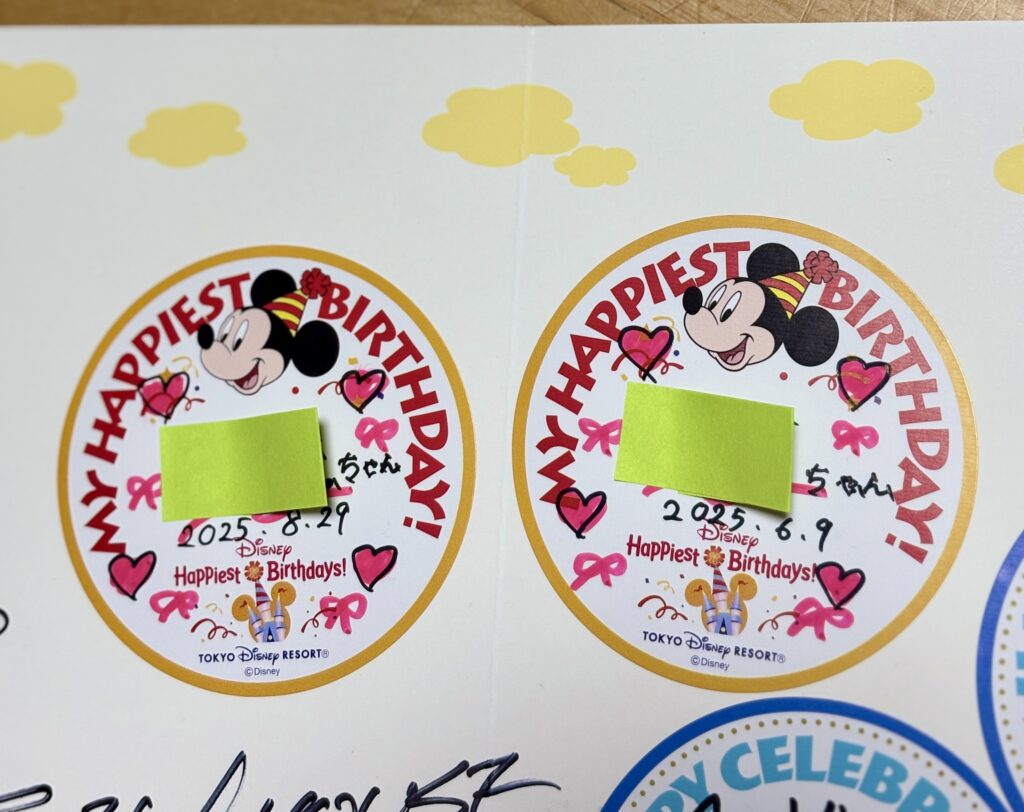 MY HAPPIEST BIRTHDAY!
ちゃん
2025.8.29
Disney
Happiest Birthdays!
TOKYO Disney RESORT®
©Disney
MY HAPPIEST BIRTHDAY!
ちゃん
2025.6.9
Disney
Happiest Birthdays!
TOKYO Disney RESORT®
©Disney